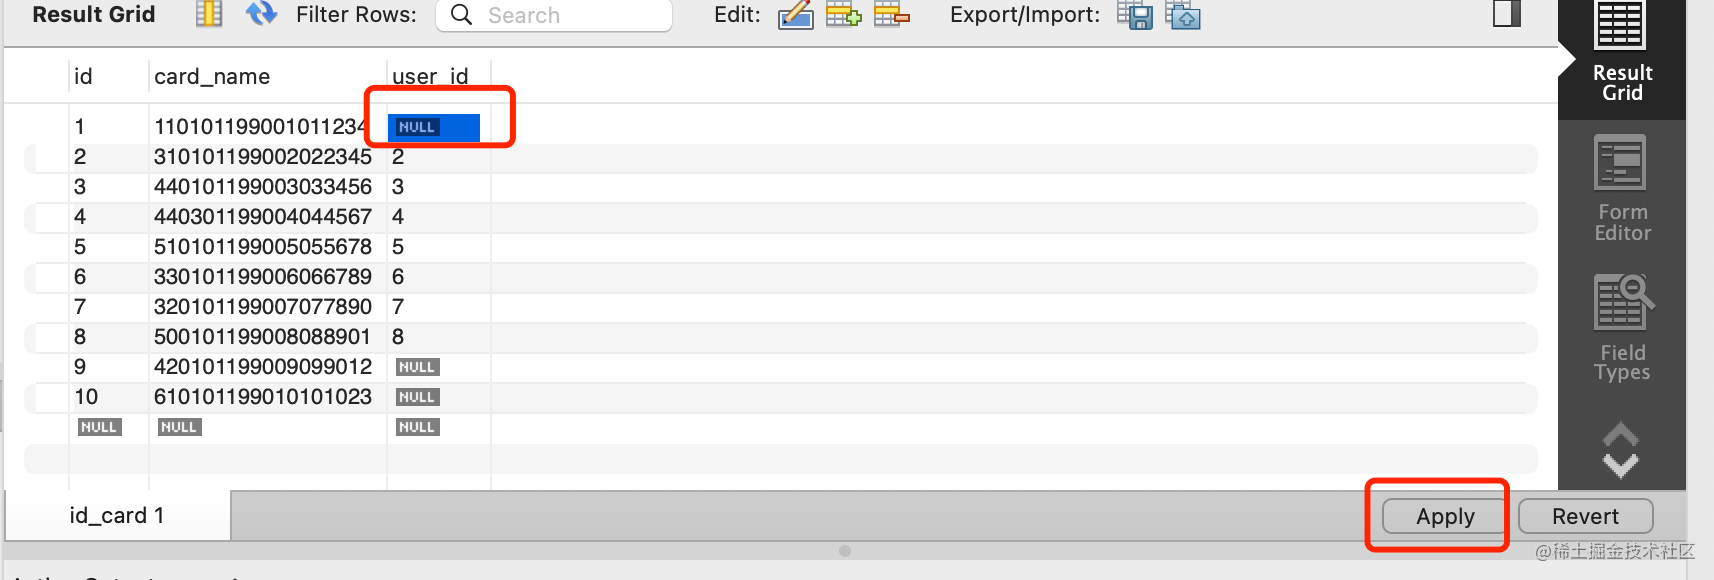 Result Grid Filter Rows: Search Edit: Export/Import:
id card_name user_id
1 110101199001011234 NULL
2 310101199002022345 2
3 440101199003033456 3
4 440301199004044567 4
5 510101199005055678 5
6 330101199006066789 6
7 320101199007077890 7
8 500101199008088901 8
9 420101199009099012 NULL
10 610101199010101023 NULL
NULL NULL NULL
Result
Grid
Form
Editor
Field
Types
id_card 1 Apply Revert
@稀土掘金技术社区